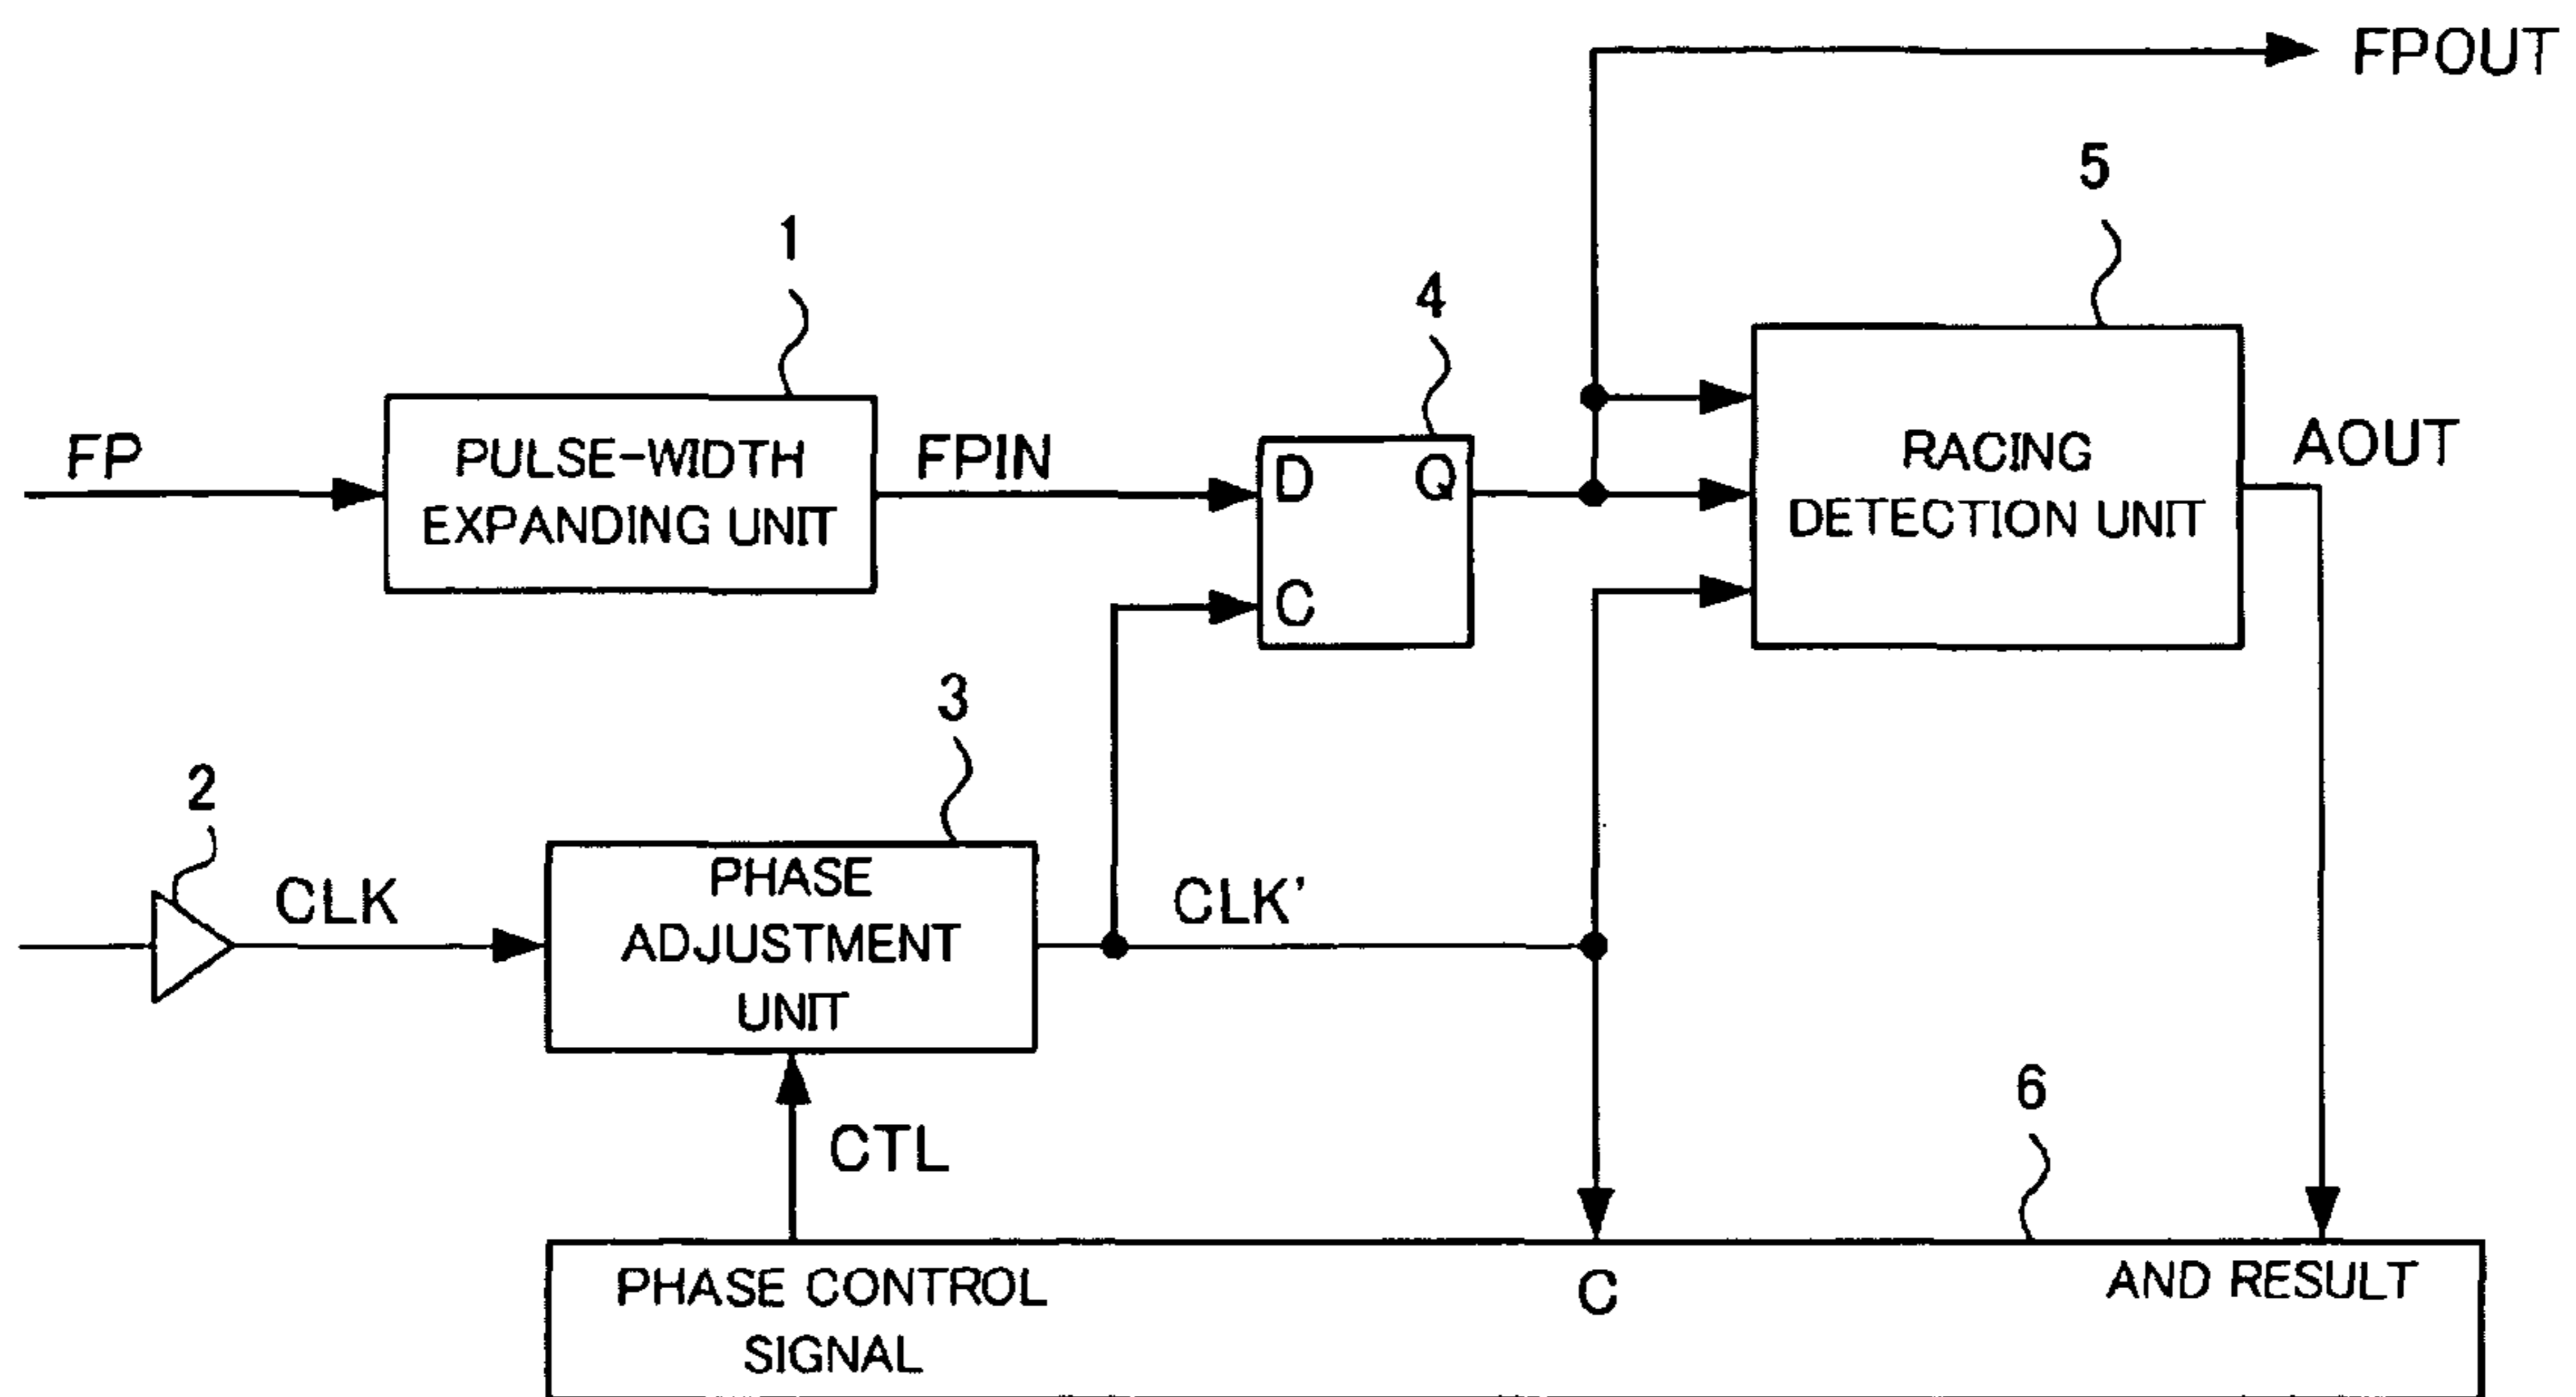 FPOUT
5
1
4
FP
PULSE-WIDTH
EXPANDING UNIT
FPIN
D
Q
C
RACING
DETECTION UNIT
AOUT
3
2
CLK
PHASE
ADJUSTMENT
UNIT
CLK'
6
CTL
PHASE CONTROL
SIGNAL
C
AND RESULT